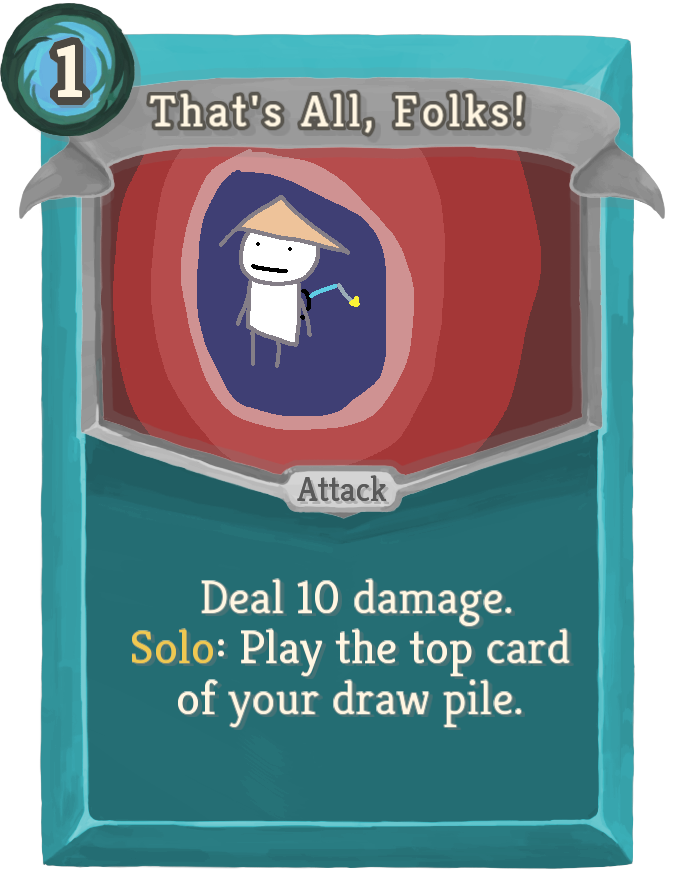 1
That's All, Folks!
Attack
Deal 10 damage.
Solo: Play the top card
of your draw pile.